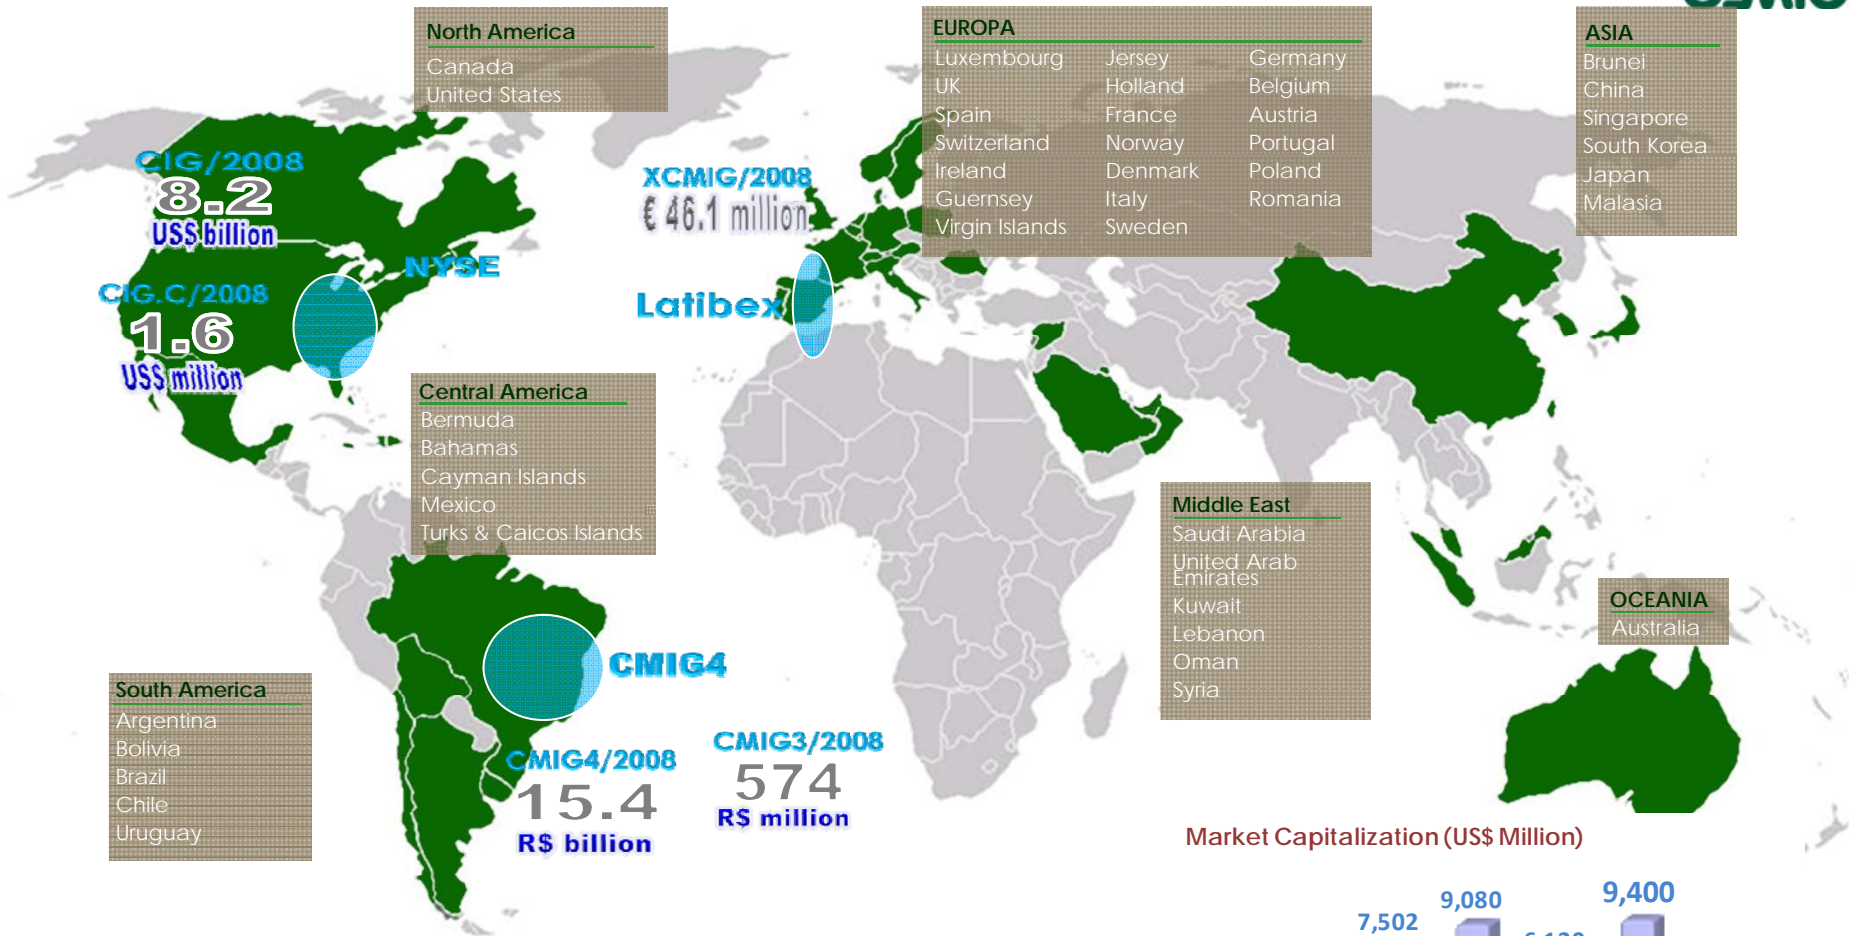 North America
Canada
United States
EUROPA
Luxembourg Jersey Germany
UK Holland Belgium
Spain France Austria
Switzerland Norway Portugal
Ireland Denmark Poland
Guernsey Italy Romania
Virgin Islands Sweden
ASIA
Brunei
China
Singapore
South Korea
Japan
Malasia
CIG/2008
8.2
US$ billion
NYSE
CIG.C/2008
1.6
US$ million
XCMIG/2008
€ 46.1 million
Latibex
Central America
Bermuda
Bahamas
Cayman Islands
Mexico
Turks & Caicos Islands
Middle East
Saudi Arabia
United Arab
Emirates
Kuwait
Lebanon
Oman
Syria
OCEANIA
Australia
CMIG4
South America
Argentina
Bolivia
Brazil
Chile
Uruguay
CMIG4/2008
15.4
R$ billion
CMIG3/2008
574
R$ million
Market Capitalization (US$ Million)
9,400
9,080
7,502